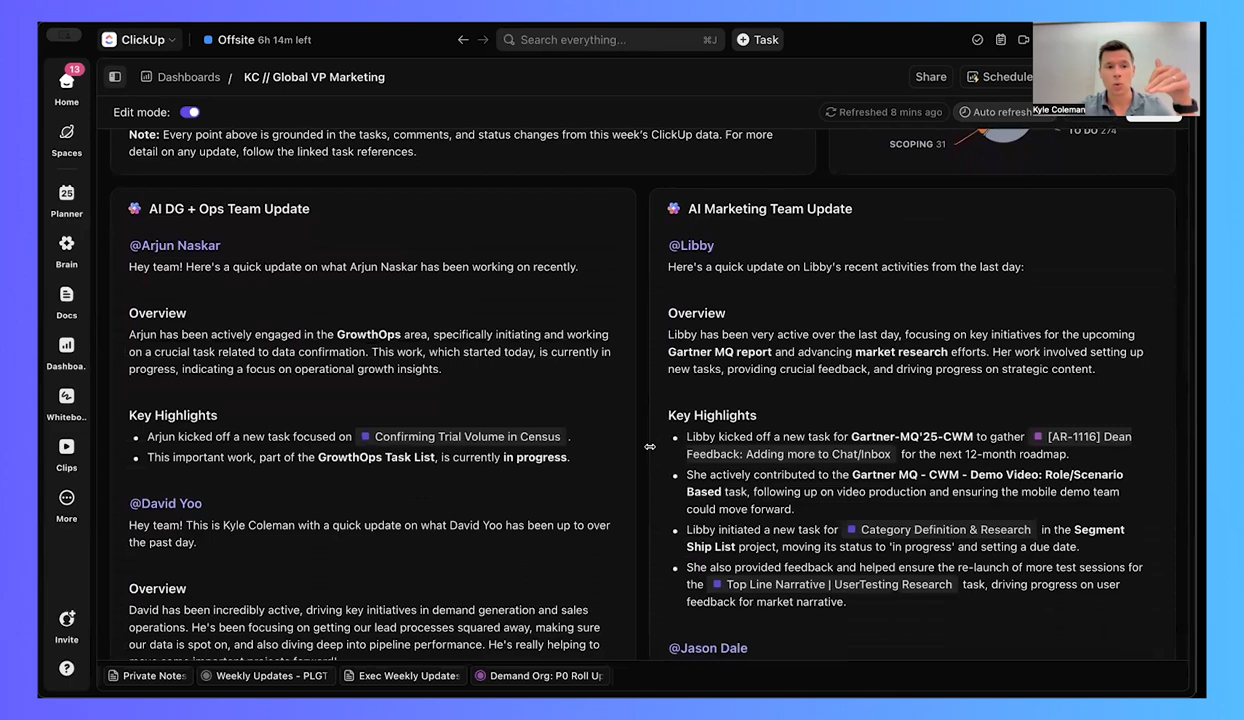 ClickUp
Offsite 6h 14m left
Search everything...
⌘J
Task
13
Home
Spaces
25
Planner
Brain
Docs
Dashboa..
Whitebo..
Clips
More
Invite
Dashboards / KC // Global VP Marketing
Share
Schedule
Kyle Coleman
Edit mode:
Refreshed 8 mins ago
Auto refresh
Note: Every point above is grounded in the tasks, comments, and status changes from this week's ClickUp data. For more
detail on any update, follow the linked task references.
SCOPING 31
TO DO 274
AI DG + Ops Team Update
@Arjun Naskar
Hey team! Here's a quick update on what Arjun Naskar has been working on recently.
Overview
Arjun has been actively engaged in the GrowthOps area, specifically initiating and working
on a crucial task related to data confirmation. This work, which started today, is currently in
progress, indicating a focus on operational growth insights.
Key Highlights
Arjun kicked off a new task focused on Confirming Trial Volume in Census .
This important work, part of the GrowthOps Task List, is currently in progress.
@David Yoo
Hey team! This is Kyle Coleman with a quick update on what David Yoo has been up to over
the past day.
Overview
David has been incredibly active, driving key initiatives in demand generation and sales
operations. He's been focusing on getting our lead processes squared away, making sure
our data is spot on, and also diving deep into pipeline performance. He's really helping to
AI Marketing Team Update
@Libby
Here's a quick update on Libby's recent activities from the last day:
Overview
Libby has been very active over the last day, focusing on key initiatives for the upcoming
Gartner MQ report and advancing market research efforts. Her work involved setting up
new tasks, providing crucial feedback, and driving progress on strategic content.
Key Highlights
Libby kicked off a new task for Gartner-MQ'25-CWM to gather [AR-1116] Dean
Feedback: Adding more to Chat/Inbox for the next 12-month roadmap.
She actively contributed to the Gartner MQ - CWM - Demo Video: Role/Scenario
Based task, following up on video production and ensuring the mobile demo team
could move forward.
Libby initiated a new task for Category Definition & Research in the Segment
Ship List project, moving its status to 'in progress' and setting a due date.
She also provided feedback and helped ensure the re-launch of more test sessions for
the Top Line Narrative | UserTesting Research task, driving progress on user
feedback for market narrative.
@Jason Dale
Private Notes
Weekly Updates - PLGT
Exec Weekly Updates
Demand Org: P0 Roll Up